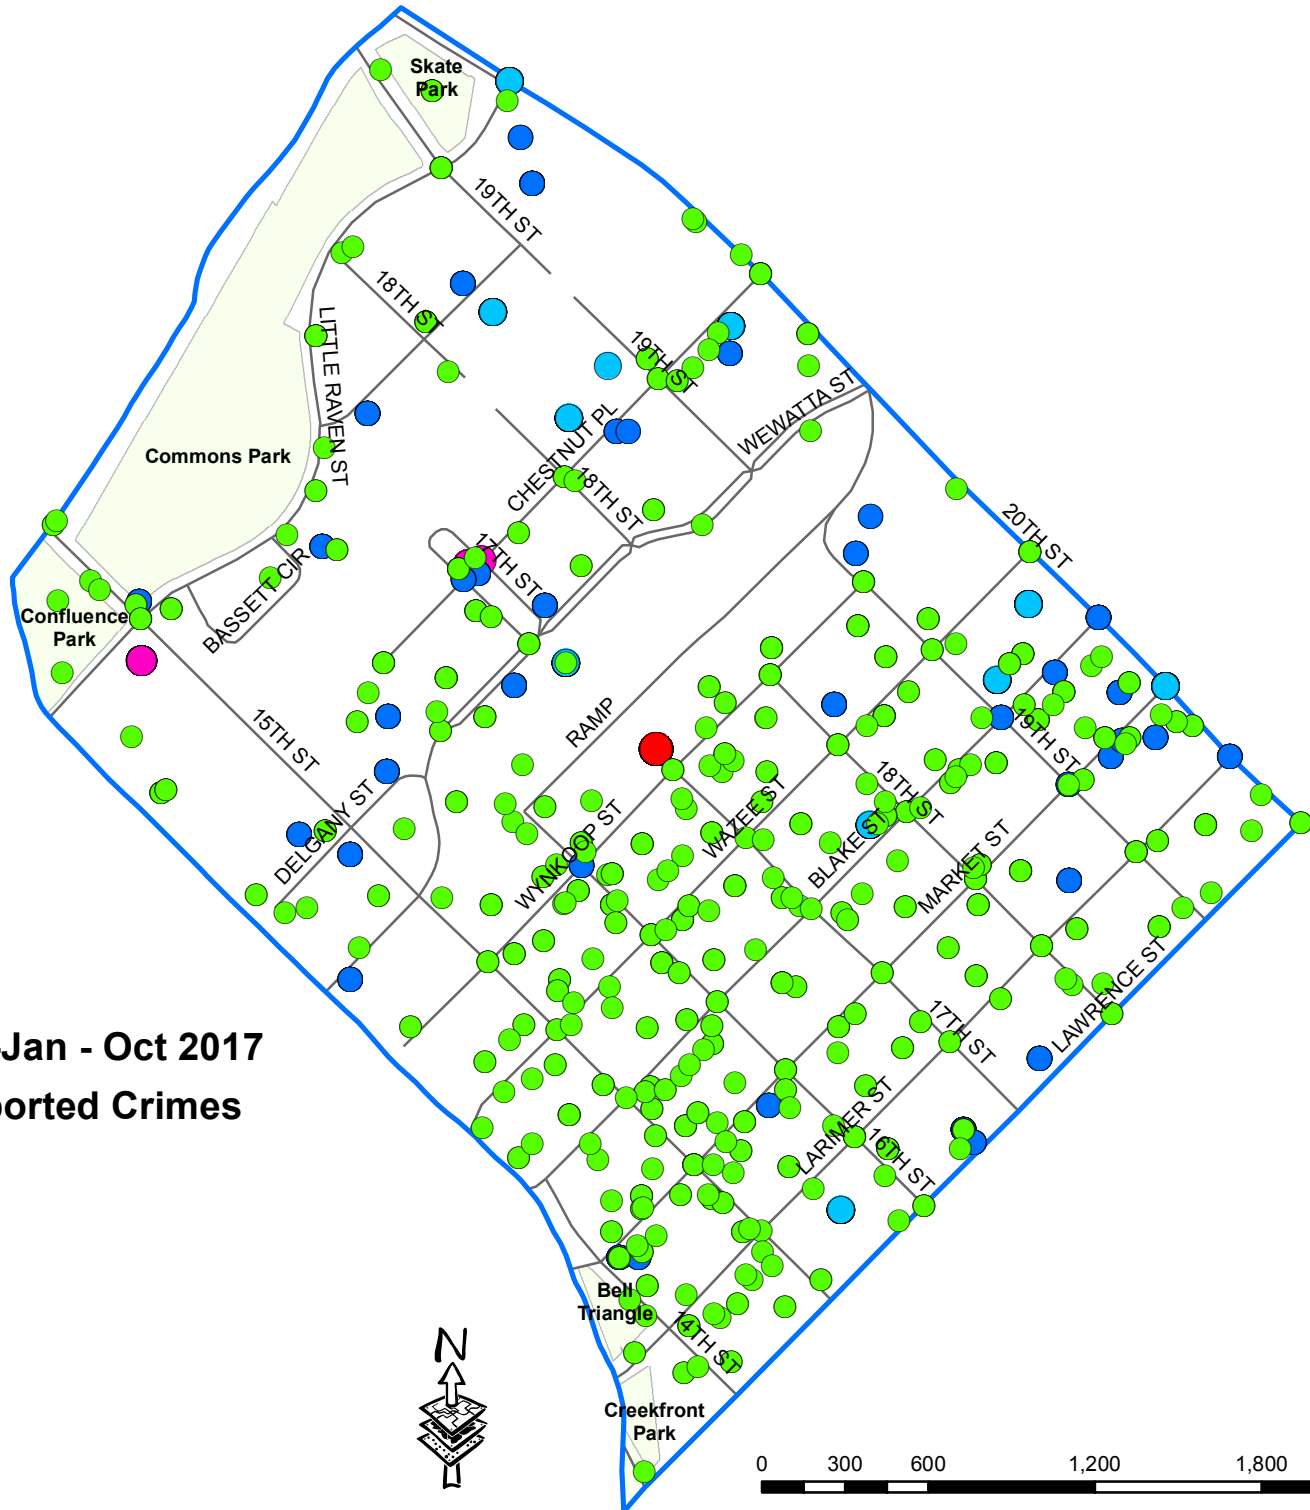 Skate
Park
19TH ST
18TH ST
LITTLE RAVEN ST
19TH ST
WEWATTA ST
CHESTNUT PL
Commons Park
18TH ST
20TH ST
17TH ST
BASSETT CIR
Confluence
Park
15TH ST
RAMP
19TH ST
DELGANY ST
WYNKOOP ST
WAZEE ST
18TH ST
BLAKE ST
MARKET ST
LAWRENCE ST
17TH ST
Jan - Oct 2017
orted Crimes
LARIMER ST
16TH ST
Bell
Triangle
14TH ST
N
Creekfront
Park
0 300 600 1,200 1,800